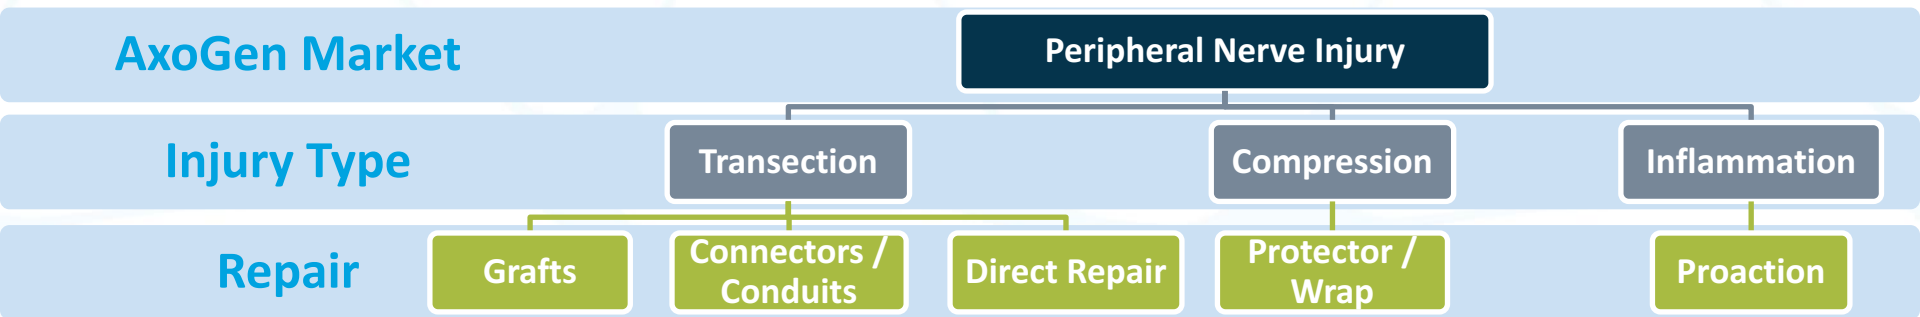 AxoGen Market
Peripheral Nerve Injury
Injury Type
Transection
Compression
Inflammation
Repair
Grafts
Connectors /
Conduits
Direct Repair
Protector /
Wrap
Proaction